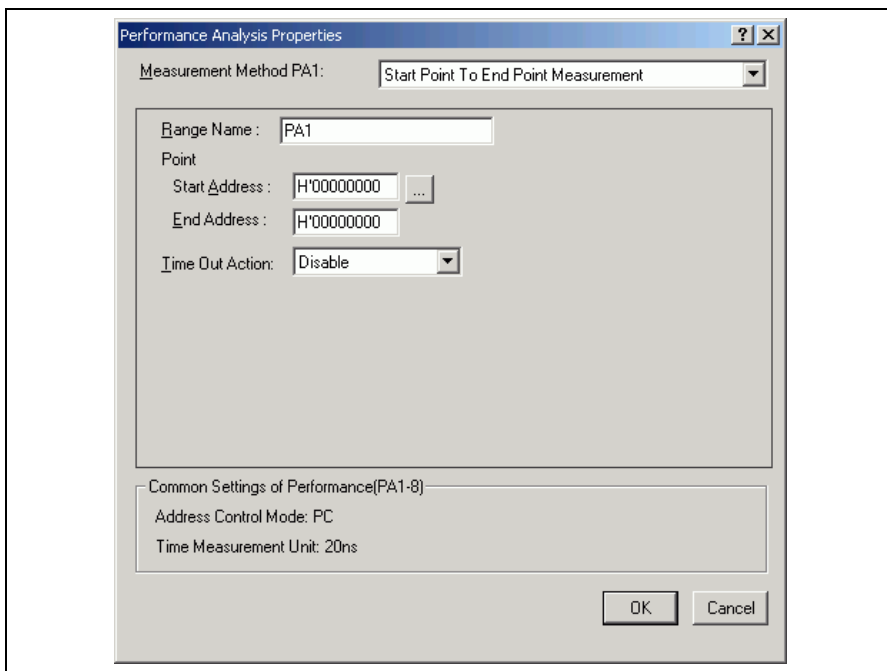 Performance Analysis Properties
Measurement Method PA1: Start Point To End Point Measurement
Range Name : PA1
Point
Start Address : H'00000000 ...
End Address : H'00000000
Time Out Action: Disable
Common Settings of Performance(PA1-8)
Address Control Mode: PC
Time Measurement Unit: 20ns
OK Cancel